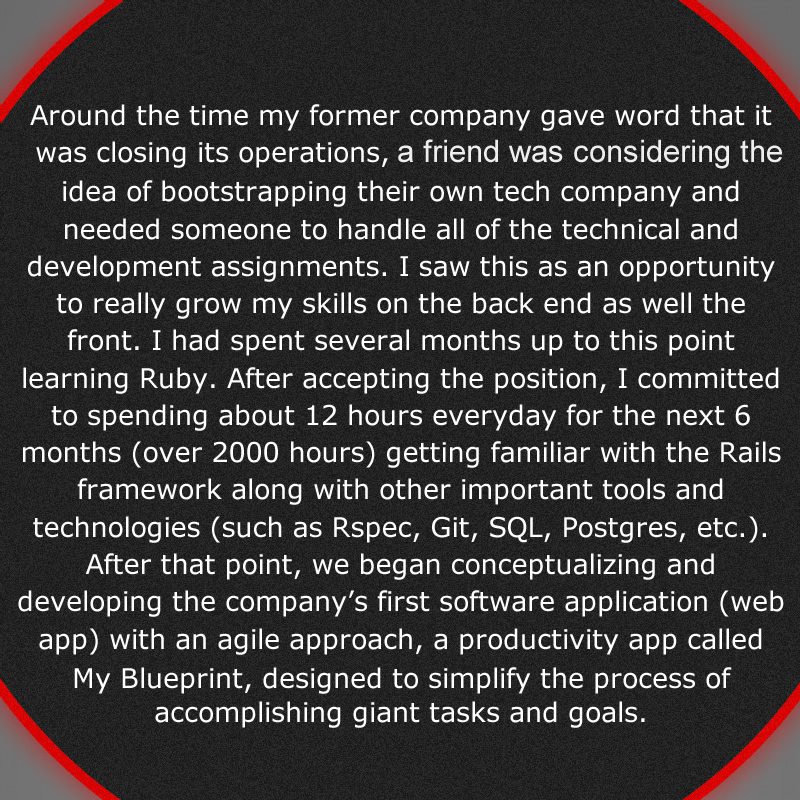 Around the time my former company gave word that it
was closing its operations, a friend was considering the
idea of bootstrapping their own tech company and
needed someone to handle all of the technical and
development assignments. I saw this as an opportunity
to really grow my skills on the back end as well the
front. I had spent several months up to this point
learning Ruby. After accepting the position, I committed
to spending about 12 hours everyday for the next 6
months (over 2000 hours) getting familiar with the Rails
framework along with other important tools and
technologies (such as Rspec, Git, SQL, Postgres, etc.).
After that point, we began conceptualizing and
developing the company’s first software application (web
app) with an agile approach, a productivity app called
My Blueprint, designed to simplify the process of
accomplishing giant tasks and goals.